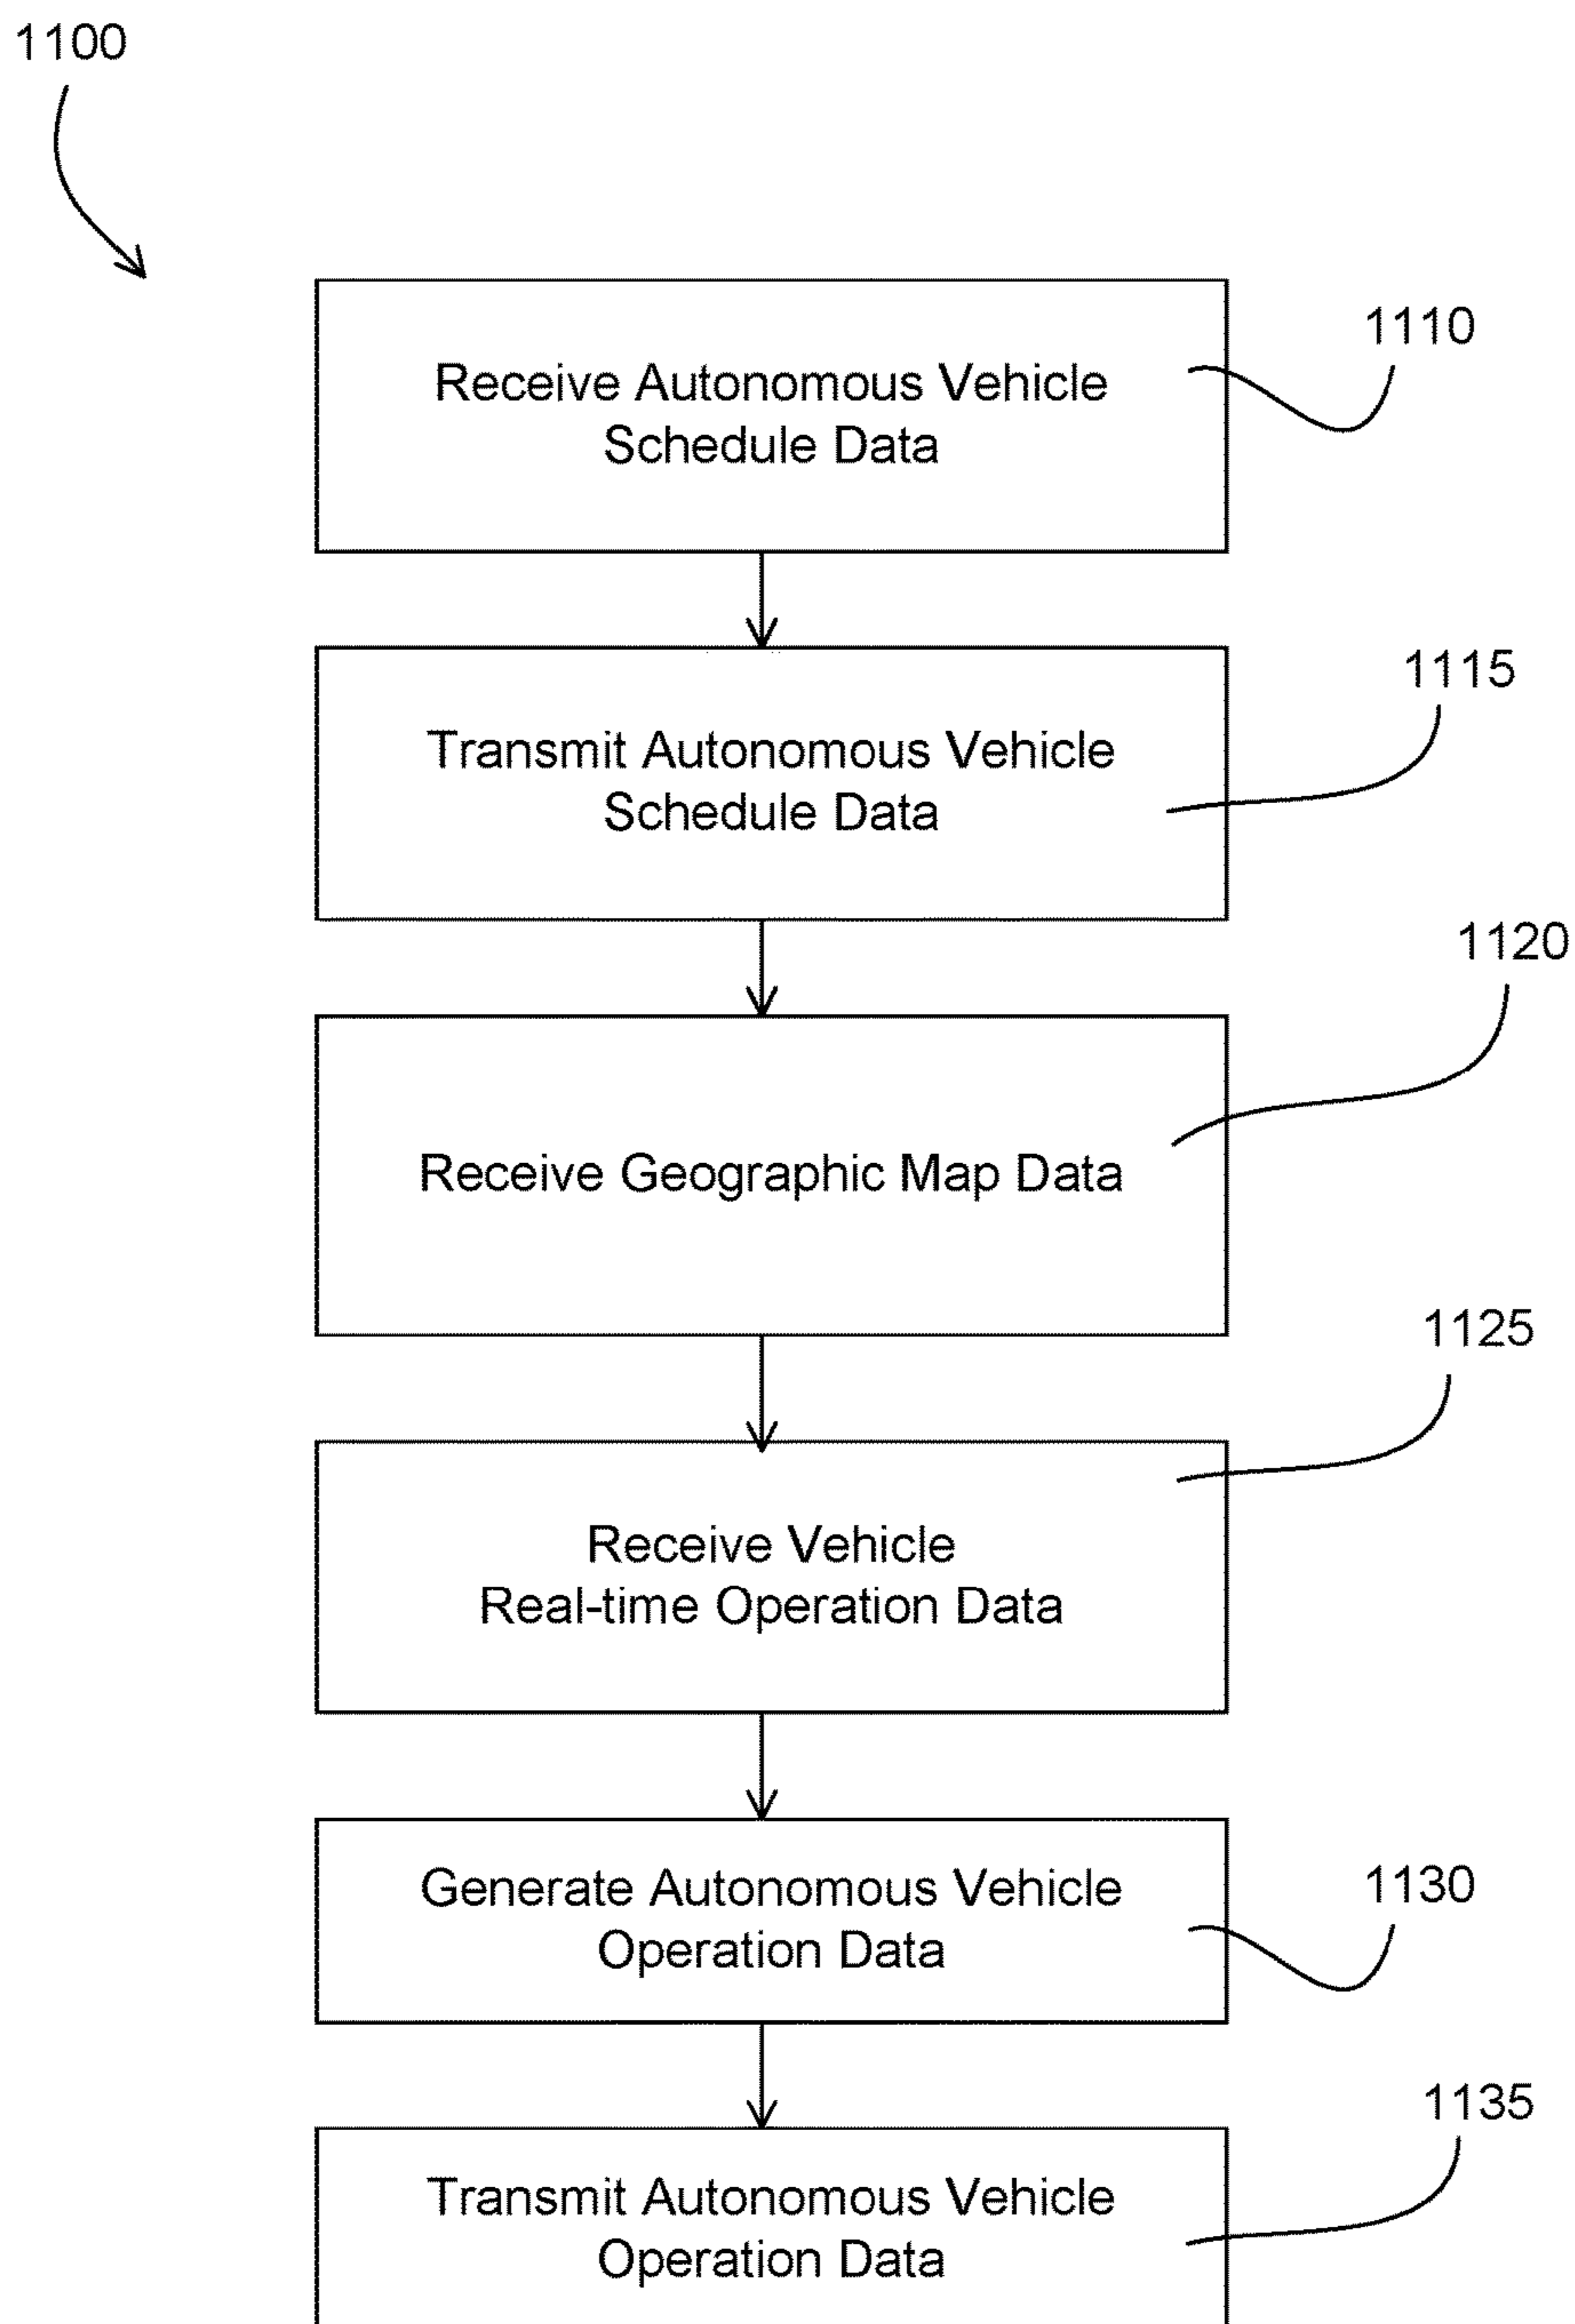 1100
1110
Receive Autonomous Vehicle
Schedule Data
1115
Transmit Autonomous Vehicle
Schedule Data
1120
Receive Geographic Map Data
1125
Receive Vehicle
Real-time Operation Data
1130
Generate Autonomous Vehicle
Operation Data
1135
Transmit Autonomous Vehicle
Operation Data